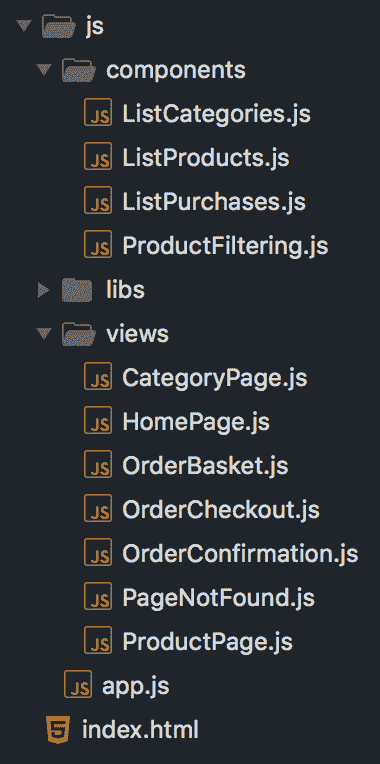 js
components
JS ListCategories.js
JS ListProducts.js
JS ListPurchases.js
JS ProductFiltering.js
libs
views
JS CategoryPage.js
JS HomePage.js
JS OrderBasket.js
JS OrderCheckout.js
JS OrderConfirmation.js
JS PageNotFound.js
JS ProductPage.js
JS app.js
5 index.html